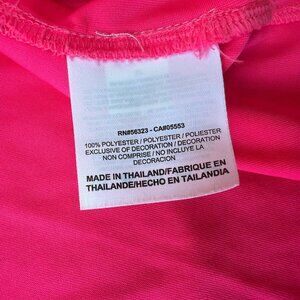 RN#56323 - CA#05553
100% POLYESTER / POLYESTER / POLIESTER
EXCLUSIVE OF DECORATION / DECORATION
NON COMPRISE / NO INCLUYE LA
DECORACION
MADE IN THAILAND/FABRIQUE EN
THAILANDE/HECHO EN TAILANDIA